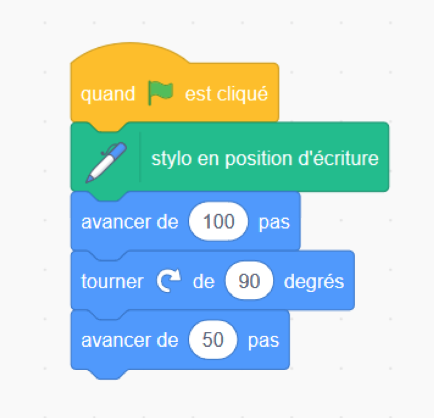 quand est cliqué
stylo en position d'écriture
avancer de 100 pas
tourner de 90 degrés
avancer de 50 pas